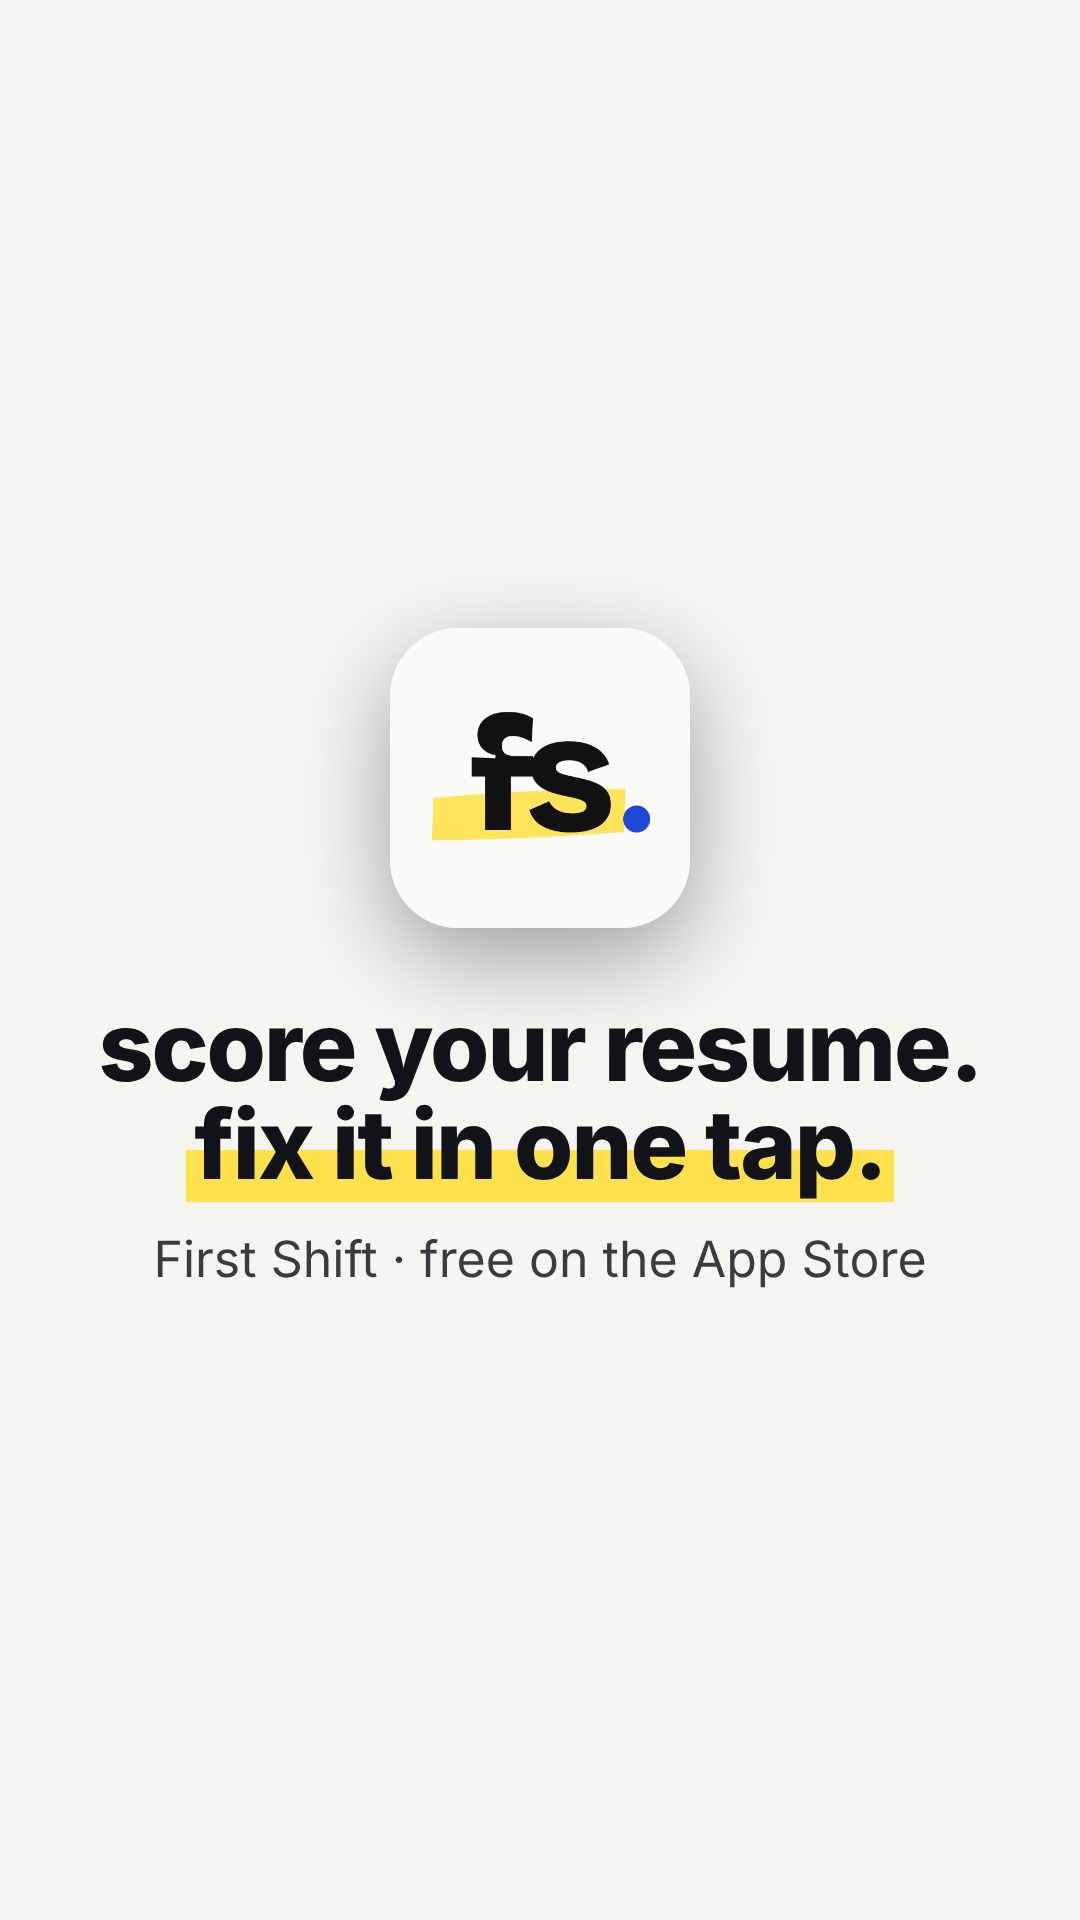 fs.
score your resume.
fix it in one tap.
First Shift · free on the App Store